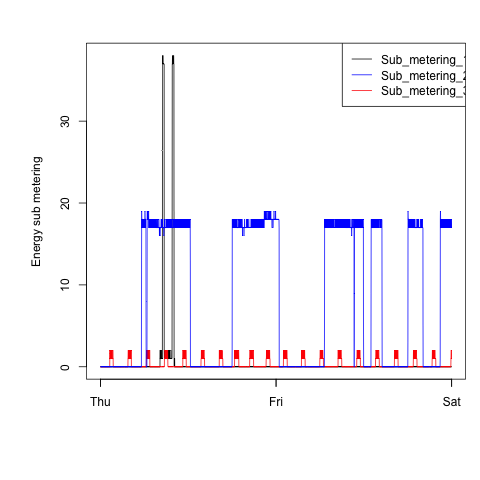 Sub_metering_1
Sub_metering_2
Sub_metering_3
Energy sub metering
30
20
10
0
Thu
Fri
Sat